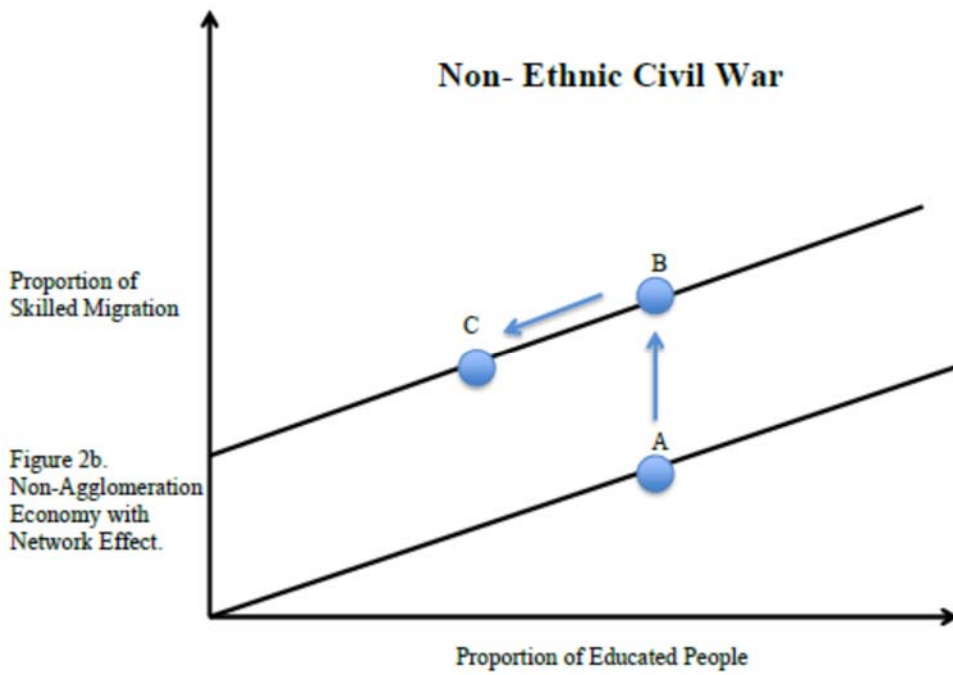 Non- Ethnic Civil War
B
Proportion of
Skilled Migration
C
A
Figure 2b.
Non-Agglomeration
Economy with
Network Effect.
Proportion of Educated People